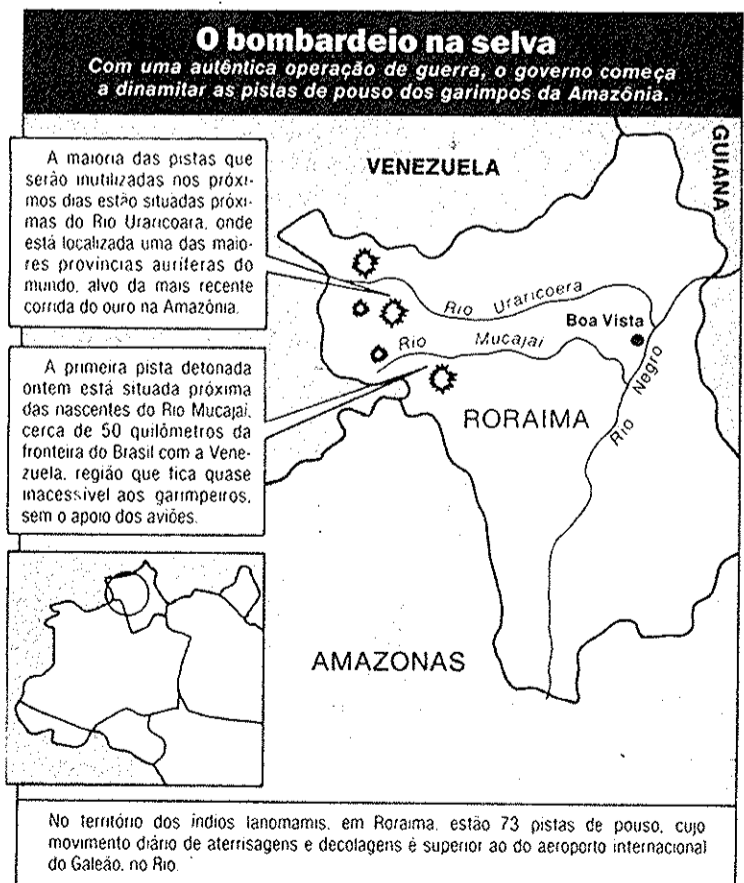 O bombardeio na selva
Com uma autêntica operação de guerra, o governo começa
a dinamitar as pistas de pouso dos garimpos da Amazônia.
A maioria das pistas que
serão inutilizadas nos próxi-
mos dias estão situadas próxi-
mas do Rio Uraricoara, onde
está localizada uma das maio-
res províncias auríferas do
mundo, alvo da mais recente
corrida do ouro na Amazônia.
A primeira pista detonada
ontem está situada próxima
das nascentes do Rio Mucajaí,
cerca de 50 quilômetros da
fronteira do Brasil com a Vene-
zuela, região que fica quase
inacessível aos garimpeiros,
sem o apoio dos aviões.
VENEZUELA
GUIANA
Rio Uraricoera
Boa Vista
Rio Mucajaí
Rio Negro
RORAIMA
AMAZONAS
No território dos índios Ianomamis, em Roraima, estão 73 pistas de pouso, cujo
movimento diário de aterrisagens e decolagens é superior ao do aeroporto internacional
do Galeão, no Rio.